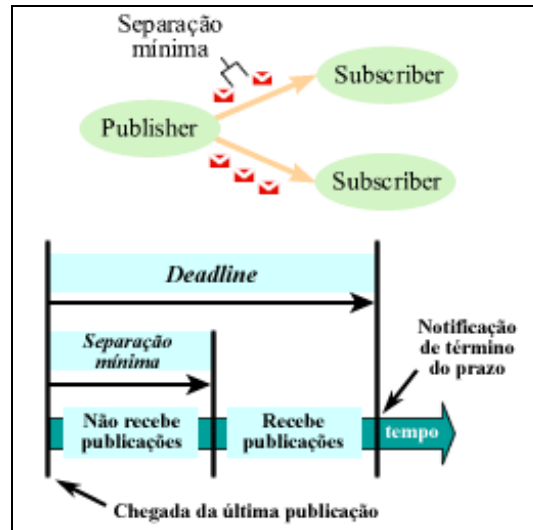 Separação
mínima
Subscriber
Publisher
Subscriber
Deadline
Notificação
de término
do prazo
Separação
mínima
Não recebe
publicações
Recebe
publicações
tempo
Chegada da última publicação